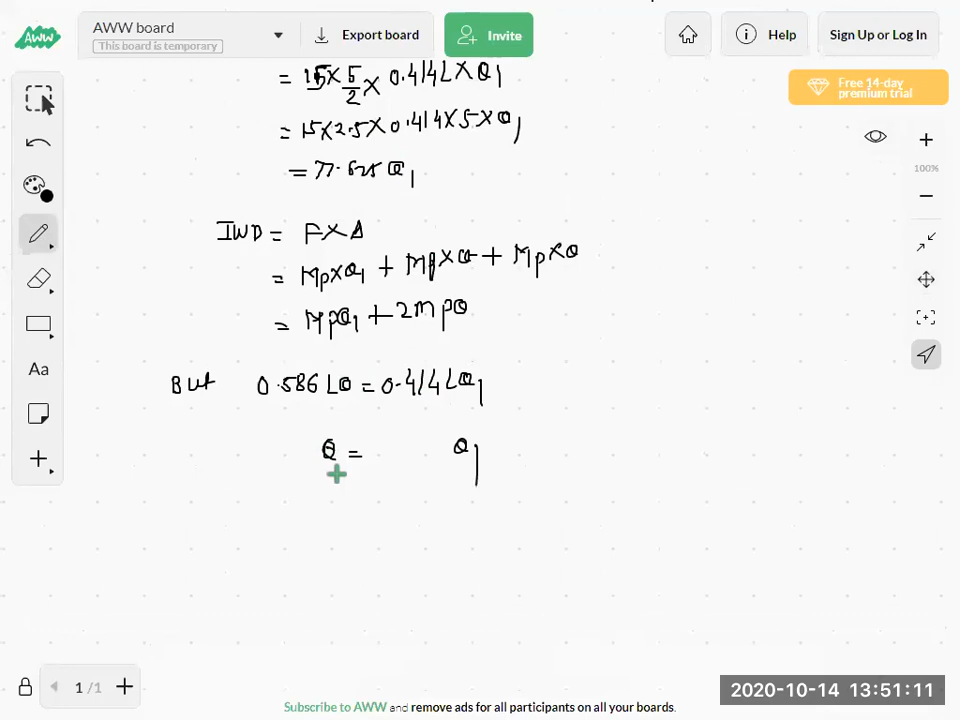 AWW board
This board is temporary
Export board
Invite
Help
Sign Up or Log In
AWW
Free 14-day
premium trial
100%
= 15 × 5/2 × 0.414L × θ1
= 15×2.5×0.414×5×θ1
= 77.625θ1
IWD = F×Δ
= Mp×θ1 + Mp×θ + Mp×θ
= Mpθ1 + 2Mpθ
But 0.586Lθ = 0.414Lθ1
θ = θ1
Aa
1 /1
2020-10-14 13:51:11
Subscribe to AWW and remove ads for all participants on all your boards.